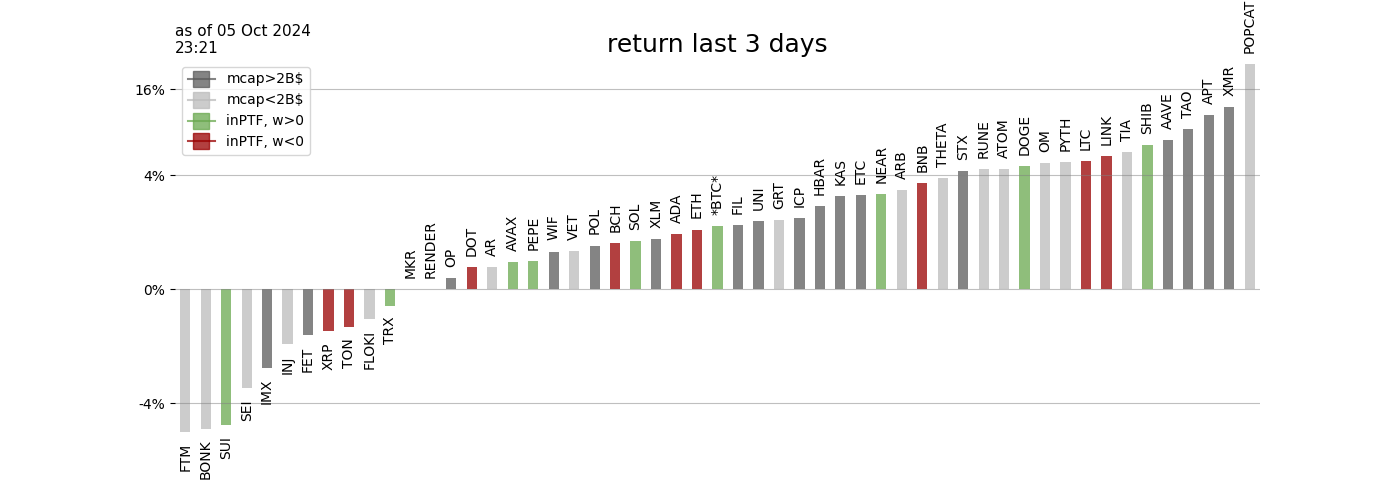 as of 05 Oct 2024
23:21
return last 3 days
mcap>2B$
mcap<2B$
inPTF, w>0
inPTF, w<0
16%
4%
0%
-4%
FTM
BONK
SUI
SEI
IMX
INJ
FET
XRP
TON
FLOKI
TRX
MKR
RENDER
OP
DOT
AR
AVAX
PEPE
WIF
VET
POL
BCH
SOL
XLM
ADA
ETH
*BTC*
FIL
UNI
GRT
ICP
HBAR
KAS
ETC
NEAR
ARB
BNB
THETA
STX
RUNE
ATOM
DOGE
OM
PYTH
LTC
LINK
TIA
SHIB
AAVE
TAO
APT
XMR
POPCAT